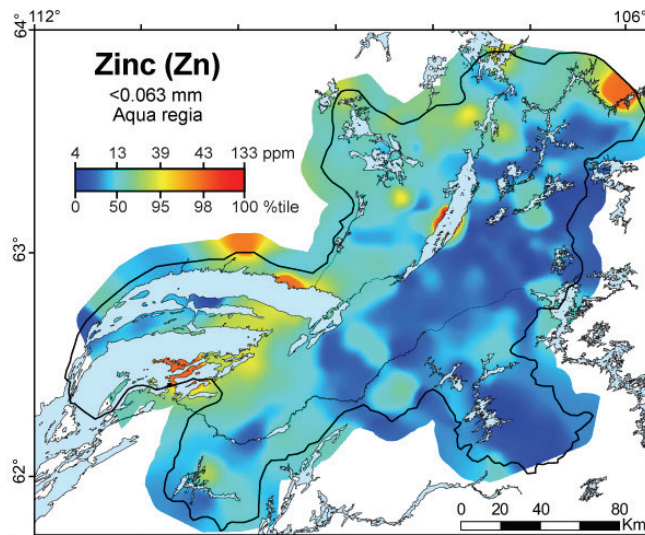 64°
112°
106°
Zinc (Zn)
<0.063 mm
Aqua regia
4 13 39 43 133 ppm
0 50 95 98 100 %tile
63°
62°
0 20 40 60 80
Km